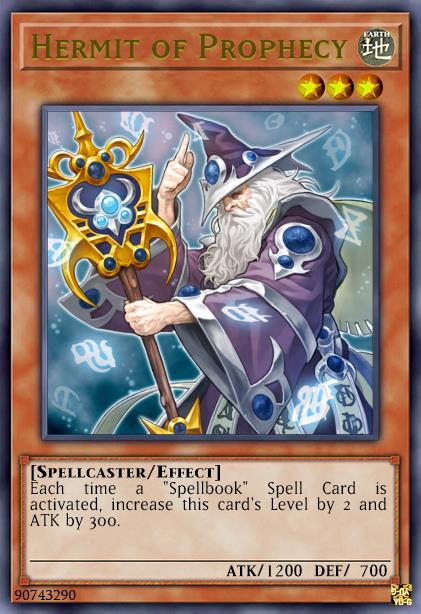 Hermit of Prophecy
EARTH
地
[Spellcaster/Effect]
Each time a "Spellbook" Spell Card is
activated, increase this card's Level by 2 and
ATK by 300.
ATK/1200 DEF/ 700
90743290